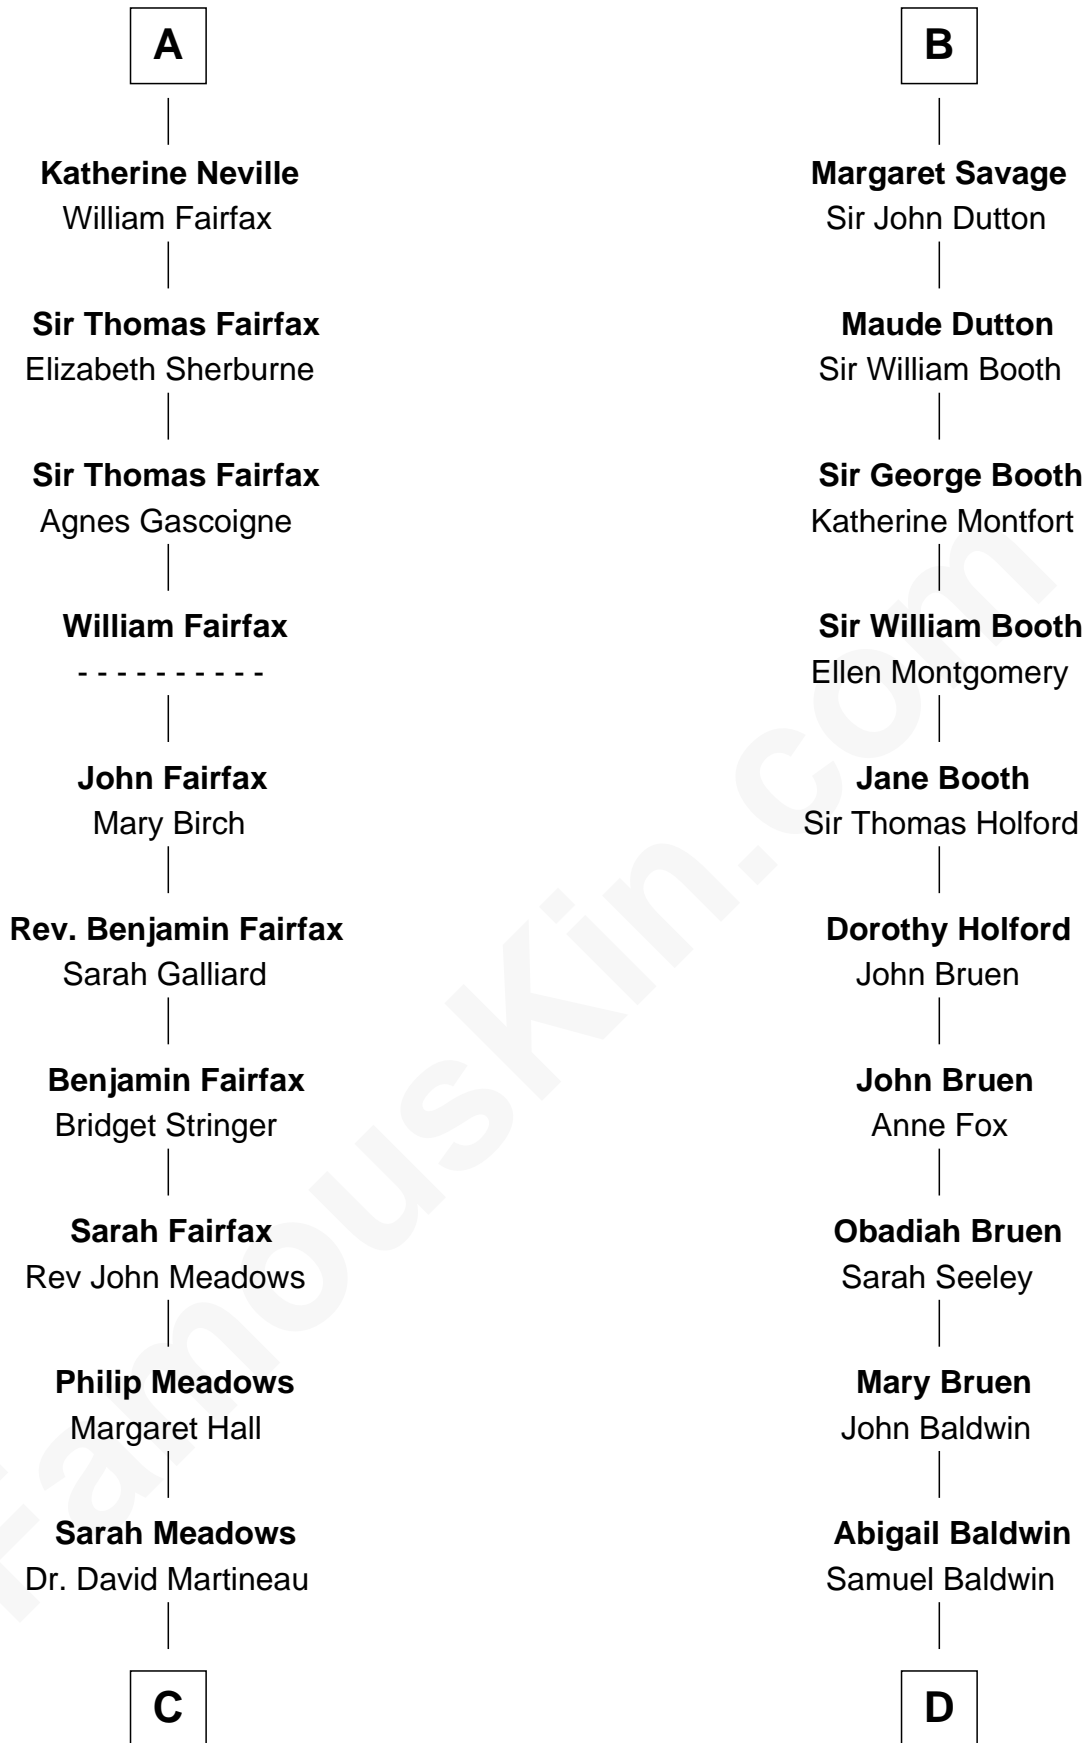 A
Katherine Neville
William Fairfax
Sir Thomas Fairfax
Elizabeth Sherburne
Sir Thomas Fairfax
Agnes Gascoigne
William Fairfax
- - - - - - - - - -
John Fairfax
Mary Birch
Rev. Benjamin Fairfax
Sarah Galliard
Benjamin Fairfax
Bridget Stringer
Sarah Fairfax
Rev John Meadows
Philip Meadows
Margaret Hall
Sarah Meadows
Dr. David Martineau
C
B
Margaret Savage
Sir John Dutton
Maude Dutton
Sir William Booth
Sir George Booth
Katherine Montfort
Sir William Booth
Ellen Montgomery
Jane Booth
Sir Thomas Holford
Dorothy Holford
John Bruen
John Bruen
Anne Fox
Obadiah Bruen
Sarah Seeley
Mary Bruen
John Baldwin
Abigail Baldwin
Samuel Baldwin
D
FamousKin.com